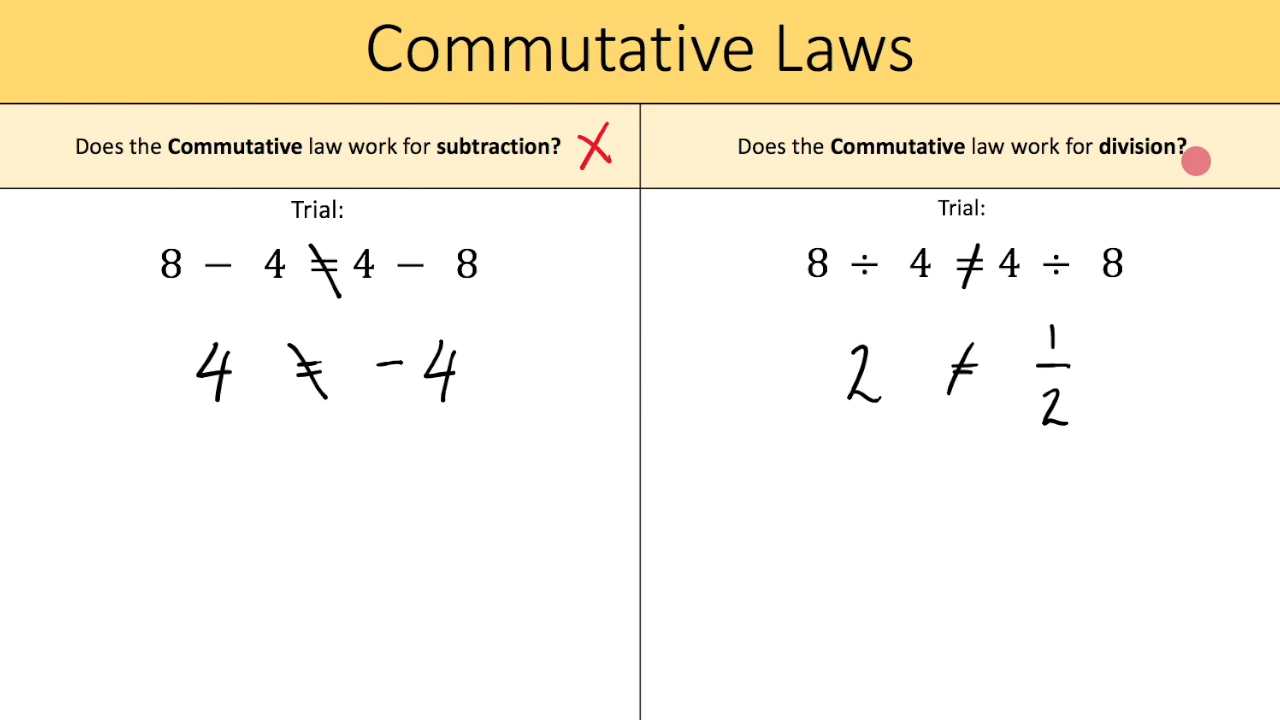 Commutative Laws
Does the Commutative law work for subtraction? ✗
Trial:
8 − 4 ≠ 4 − 8
4 ≠ -4
Does the Commutative law work for division?
Trial:
8 ÷ 4 ≠ 4 ÷ 8
2 ≠ 1/2